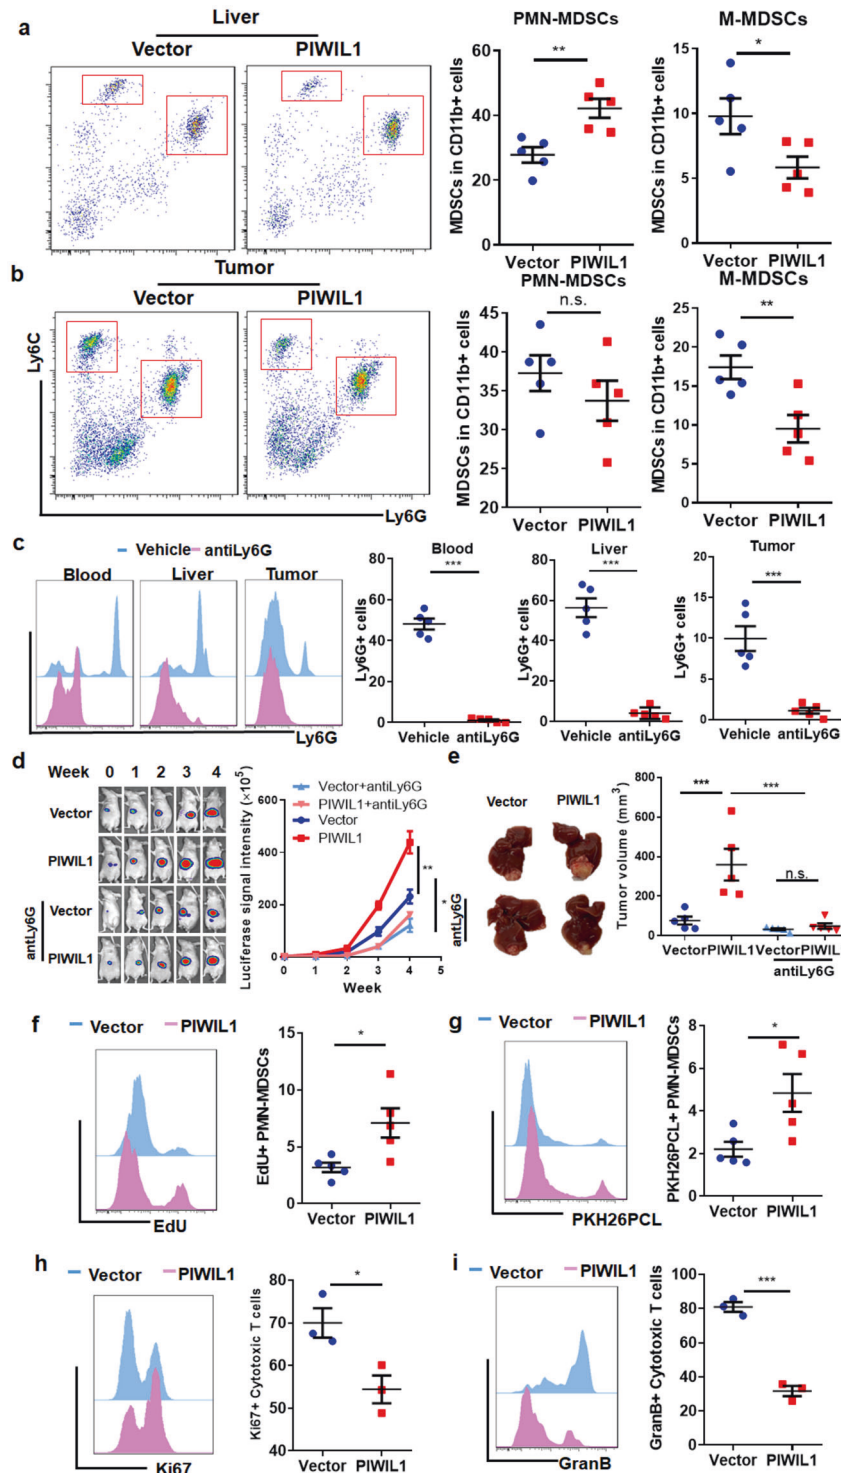 a
Liver
Vector PIWIL1
PMN-MDSCs
**
MDSCs in CD11b+ cells
60
40
20
0
Vector PIWIL1
M-MDSCs
*
MDSCs in CD11b+ cells
15
10
5
0
Vector PIWIL1
b
Tumor
Vector PIWIL1
Ly6C
Ly6G
PMN-MDSCs
n.s.
MDSCs in CD11b+ cells
45
40
35
30
25
20
Vector PIWIL1
M-MDSCs
**
MDSCs in CD11b+ cells
25
20
15
10
5
0
Vector PIWIL1
c
Vehicle antiLy6G
Blood Liver Tumor
Ly6G
Blood
***
Ly6G+ cells
80
60
40
20
0
Vehicle antiLy6G
Liver
***
Ly6G+ cells
80
60
40
20
0
Vehicle antiLy6G
Tumor
***
Ly6G+ cells
20
15
10
5
0
Vehicle antiLy6G
d
Week 0 1 2 3 4
Vector
PIWIL1
Vector
PIWIL1
antLy6G
Luciferase signal intensity (×10⁵)
600
400
200
0
0 1 2 3 4 5
Week
Vector+antiLy6G
PIWIL1+antiLy6G
Vector
PIWIL1
**
*
e
Vector PIWIL1
antiLy6G
Tumor volume (mm³)
800
600
400
200
0
*** ***
n.s.
VectorPIWIL1 VectorPIWIL
antiLy6G
f
Vector PIWIL1
EdU
EdU+ PMN-MDSCs
15
10
5
0
*
Vector PIWIL1
g
Vector PIWIL1
PKH26PCL
PKH26PCL+ PMN-MDSCs
8
6
4
2
0
*
Vector PIWIL1
h
Vector PIWIL1
Ki67
Ki67+ Cytotoxic T cells
80
70
60
50
40
*
Vector PIWIL1
i
Vector PIWIL1
GranB
GranB+ Cytotoxic T cells
100
80
60
40
20
0
***
Vector PIWIL1